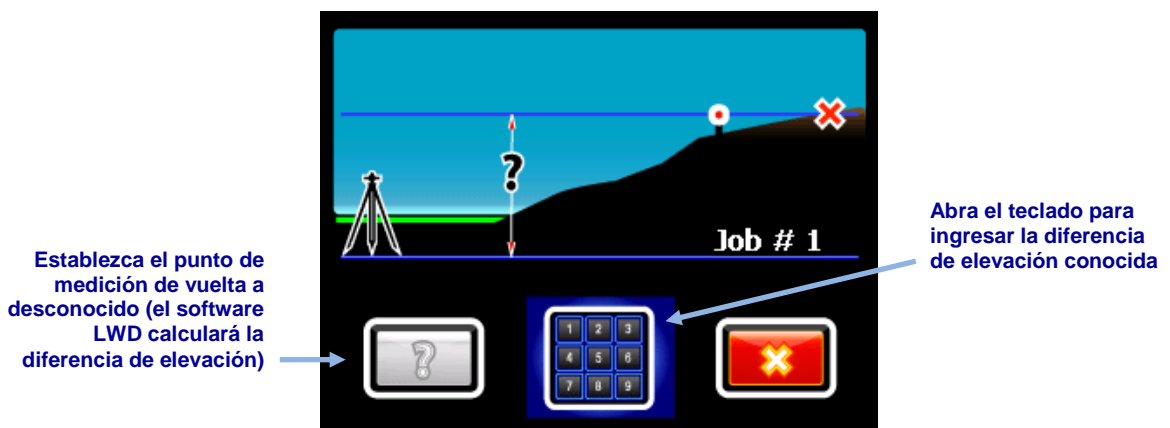 ?
Job # 1
Establezca el punto de
medición de vuelta a
desconocido (el software
LWD calculará la
diferencia de elevación)
?
1 2 3
4 5 6
7 8 9
Abra el teclado para
ingresar la diferencia
de elevación conocida